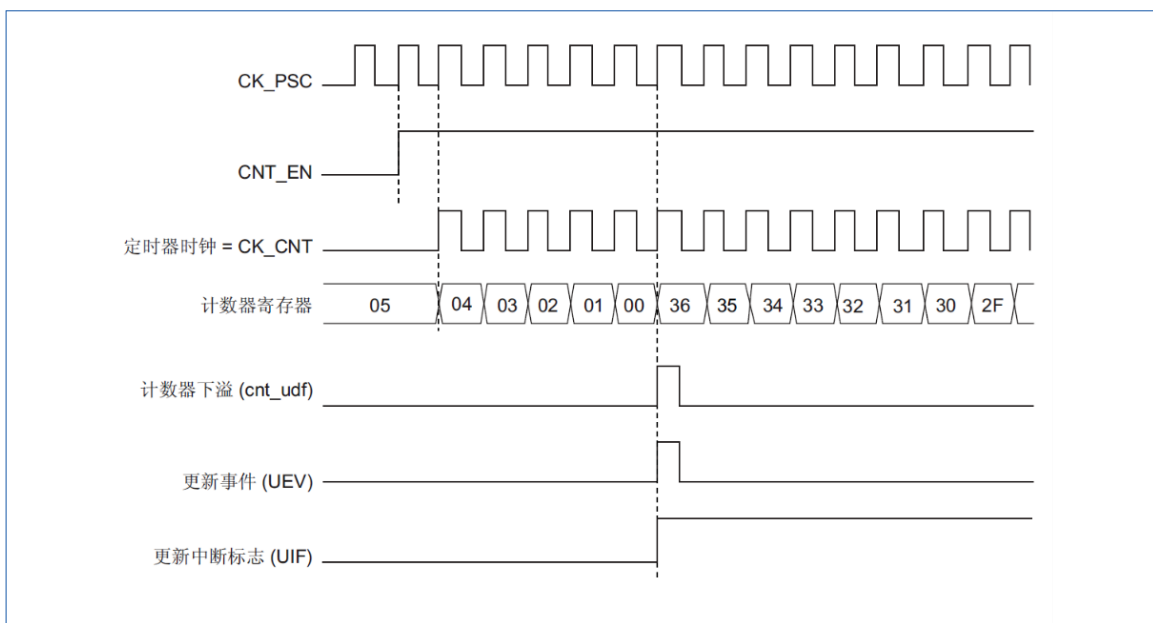 CK_PSC
CNT_EN
定时器时钟 = CK_CNT
计数器寄存器 05 04 03 02 01 00 36 35 34 33 32 31 30 2F
计数器下溢 (cnt_udf)
更新事件 (UEV)
更新中断标志 (UIF)